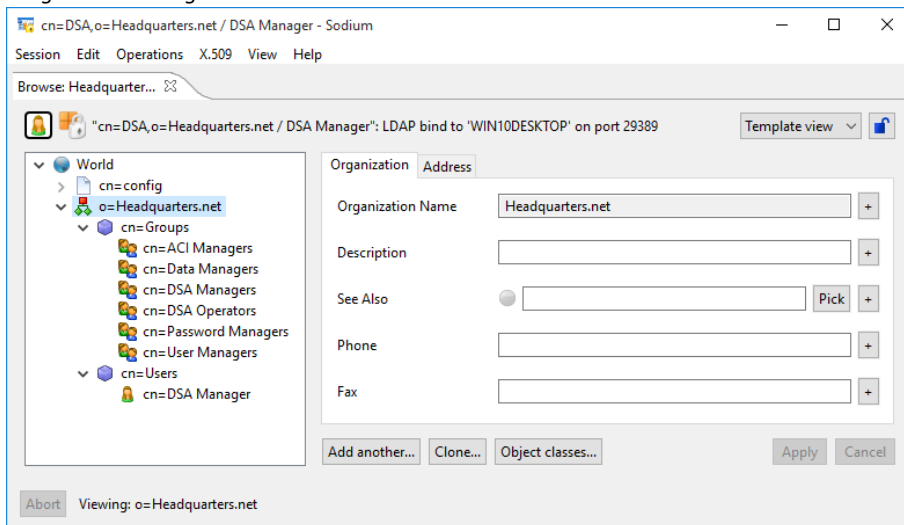 cn=DSA,o=Headquarters.net / DSA Manager - Sodium
Session Edit Operations X.509 View Help
Browse: Headquarter...
"cn=DSA,o=Headquarters.net / DSA Manager": LDAP bind to 'WIN10DESKTOP' on port 29389
Template view
World
cn=config
o=Headquarters.net
cn=Groups
cn=ACI Managers
cn=Data Managers
cn=DSA Managers
cn=DSA Operators
cn=Password Managers
cn=User Managers
cn=Users
cn=DSA Manager
Organization Address
Organization Name Headquarters.net +
Description +
See Also Pick +
Phone +
Fax +
Add another... Clone... Object classes... Apply Cancel
Abort Viewing: o=Headquarters.net